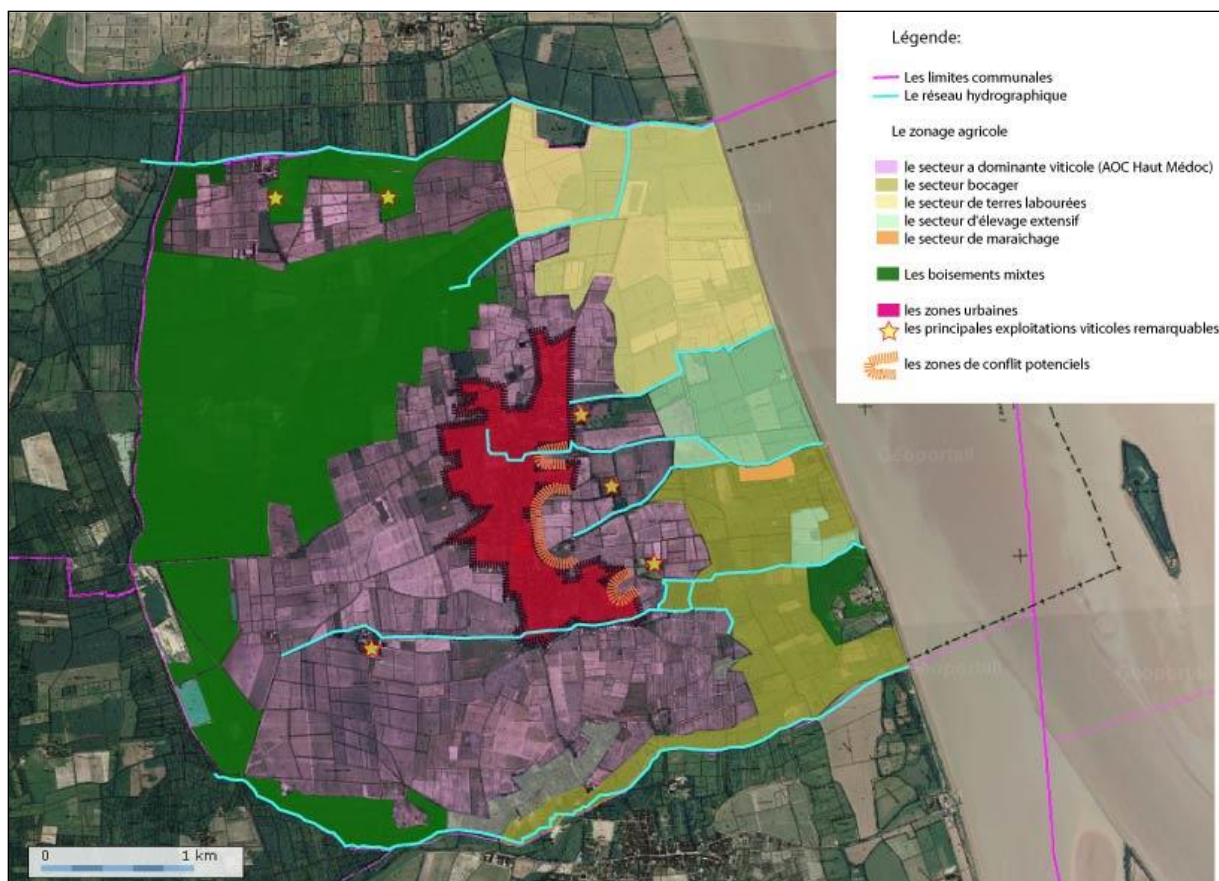 Légende:
Les limites communales
Le réseau hydrographique
Le zonage agricole
le secteur a dominante viticole (AOC Haut Médoc)
le secteur bocager
le secteur de terres labourées
le secteur d'élevage extensif
le secteur de maraichage
Les boisements mixtes
les zones urbaines
les principales exploitations viticoles remarquables
les zones de conflit potenciels
Géoportail
Géoportail
Géoportail
0 1 km